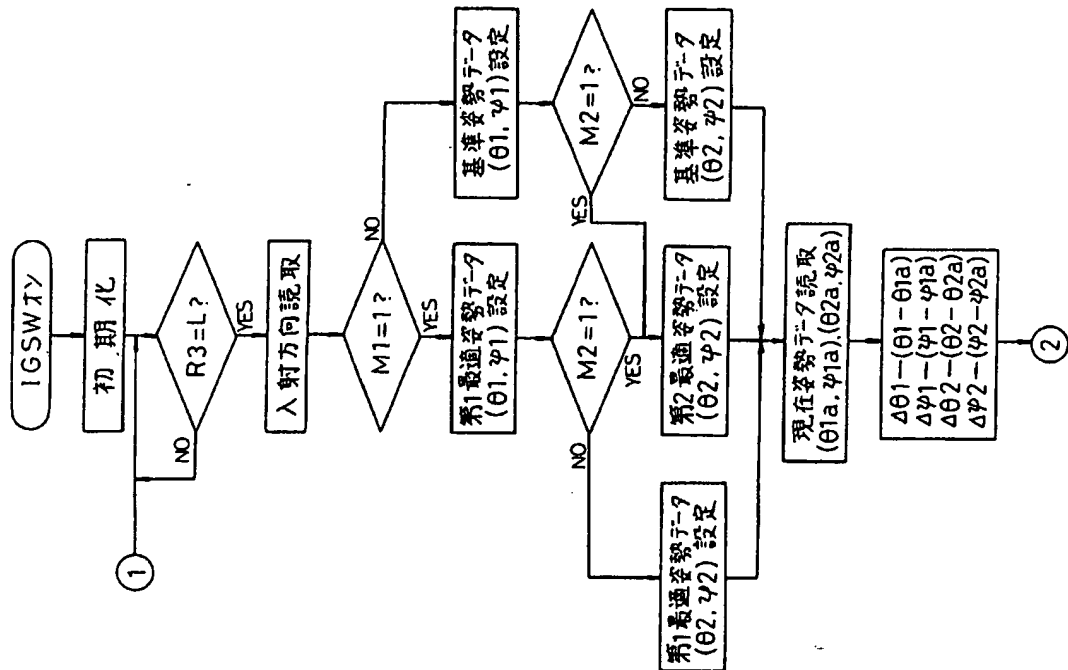 IGSWオン
初期化
1
R3=L?
NO
YES
入射方向読取
M1=1?
NO
YES
第1最適姿勢データ
(θ1, ψ1) 設定
基準姿勢データ
(θ1, ψ1) 設定
M2=1?
NO
YES
M2=1?
YES
NO
第1最適姿勢データ
(θ2, ψ2) 設定
第2最適姿勢データ
(θ2, ψ2) 設定
基準姿勢データ
(θ2, ψ2) 設定
現在姿勢データ読取
(θ1a, ψ1a),(θ2a,ψ2a)
Δθ1−(θ1−θ1a)
Δψ1−(ψ1−ψ1a)
Δθ2−(θ2−θ2a)
Δψ2−(ψ2−ψ2a)
2